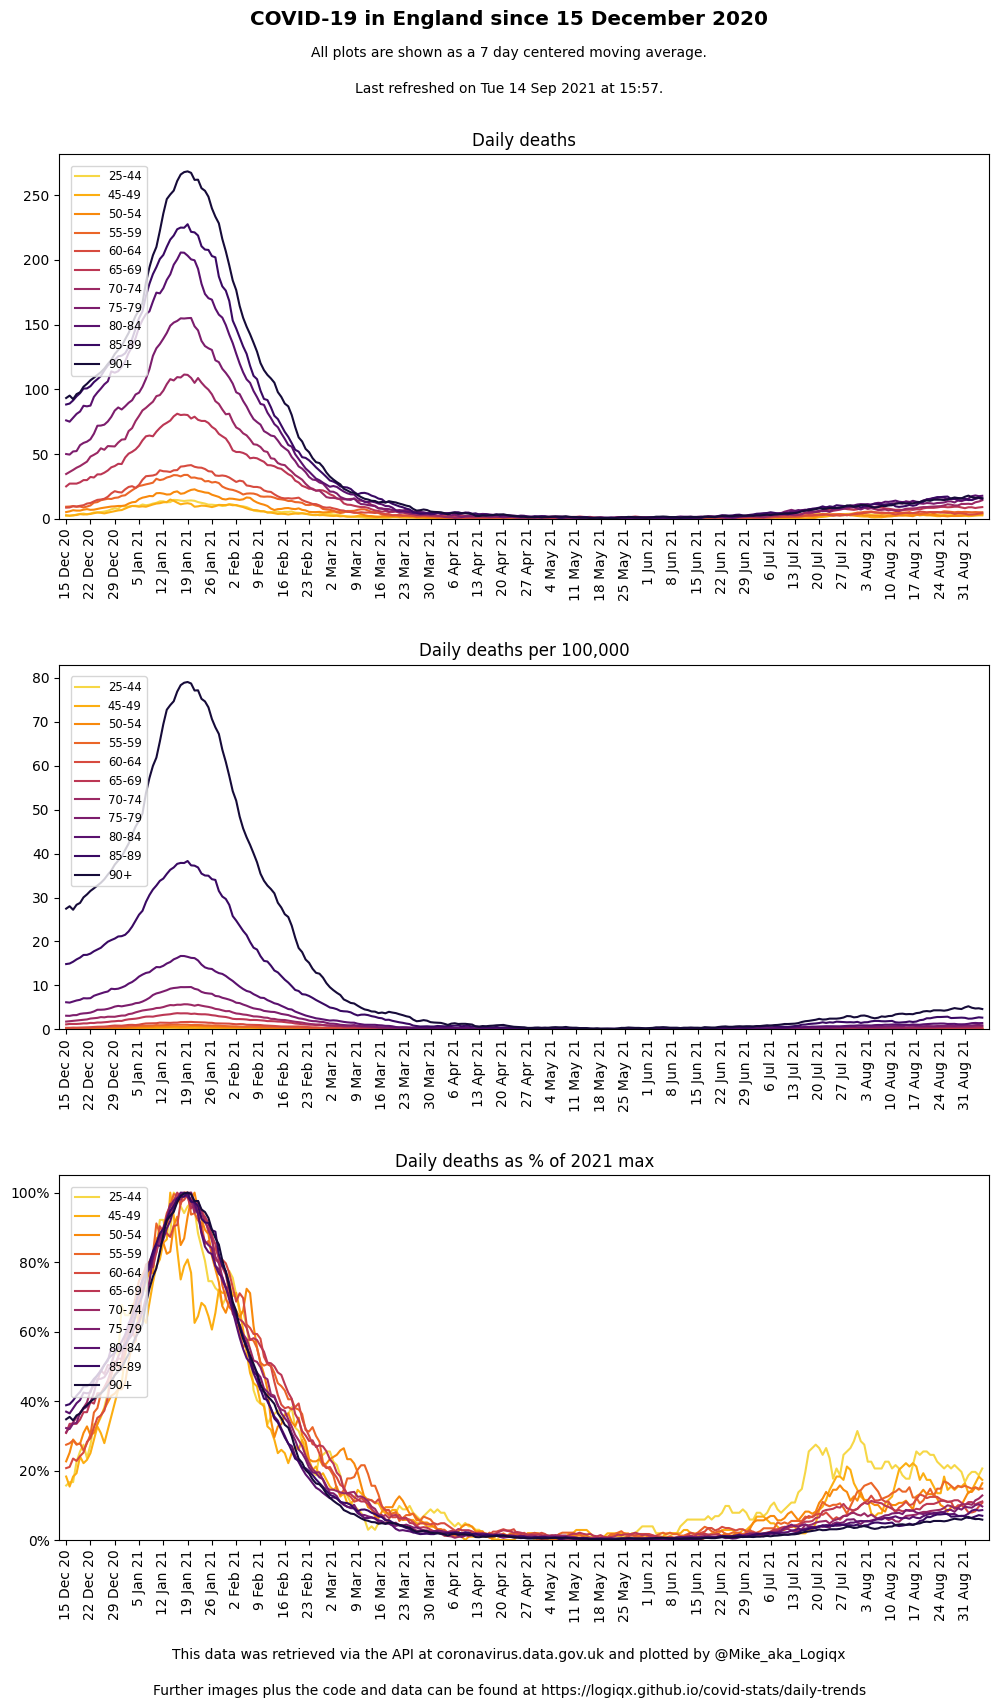 COVID-19 in England since 15 December 2020
All plots are shown as a 7 day centered moving average.
Last refreshed on Tue 14 Sep 2021 at 15:57.
Daily deaths
250
200
150
100
50
0
25-44
45-49
50-54
55-59
60-64
65-69
70-74
75-79
80-84
85-89
90+
15 Dec 20
22 Dec 20
29 Dec 20
5 Jan 21
12 Jan 21
19 Jan 21
26 Jan 21
2 Feb 21
9 Feb 21
16 Feb 21
23 Feb 21
2 Mar 21
9 Mar 21
16 Mar 21
23 Mar 21
30 Mar 21
6 Apr 21
13 Apr 21
20 Apr 21
27 Apr 21
4 May 21
11 May 21
18 May 21
25 May 21
1 Jun 21
8 Jun 21
15 Jun 21
22 Jun 21
29 Jun 21
6 Jul 21
13 Jul 21
20 Jul 21
27 Jul 21
3 Aug 21
10 Aug 21
17 Aug 21
24 Aug 21
31 Aug 21
Daily deaths per 100,000
80
70
60
50
40
30
20
10
0
25-44
45-49
50-54
55-59
60-64
65-69
70-74
75-79
80-84
85-89
90+
15 Dec 20
22 Dec 20
29 Dec 20
5 Jan 21
12 Jan 21
19 Jan 21
26 Jan 21
2 Feb 21
9 Feb 21
16 Feb 21
23 Feb 21
2 Mar 21
9 Mar 21
16 Mar 21
23 Mar 21
30 Mar 21
6 Apr 21
13 Apr 21
20 Apr 21
27 Apr 21
4 May 21
11 May 21
18 May 21
25 May 21
1 Jun 21
8 Jun 21
15 Jun 21
22 Jun 21
29 Jun 21
6 Jul 21
13 Jul 21
20 Jul 21
27 Jul 21
3 Aug 21
10 Aug 21
17 Aug 21
24 Aug 21
31 Aug 21
Daily deaths as % of 2021 max
100%
80%
60%
40%
20%
0%
25-44
45-49
50-54
55-59
60-64
65-69
70-74
75-79
80-84
85-89
90+
15 Dec 20
22 Dec 20
29 Dec 20
5 Jan 21
12 Jan 21
19 Jan 21
26 Jan 21
2 Feb 21
9 Feb 21
16 Feb 21
23 Feb 21
2 Mar 21
9 Mar 21
16 Mar 21
23 Mar 21
30 Mar 21
6 Apr 21
13 Apr 21
20 Apr 21
27 Apr 21
4 May 21
11 May 21
18 May 21
25 May 21
1 Jun 21
8 Jun 21
15 Jun 21
22 Jun 21
29 Jun 21
6 Jul 21
13 Jul 21
20 Jul 21
27 Jul 21
3 Aug 21
10 Aug 21
17 Aug 21
24 Aug 21
31 Aug 21
This data was retrieved via the API at coronavirus.data.gov.uk and plotted by @Mike_aka_Logiqx
Further images plus the code and data can be found at https://logiqx.github.io/covid-stats/daily-trends